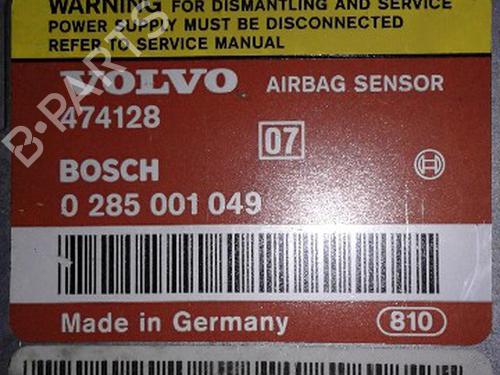 WARNING FOR DISMANTLING AND SERVICE
POWER SUPPLY MUST BE DISCONNECTED
REFER TO SERVICE MANUAL
VOLVO AIRBAG SENSOR
474128
07
BOSCH
0 285 001 049
Made in Germany 810
B-PARTS